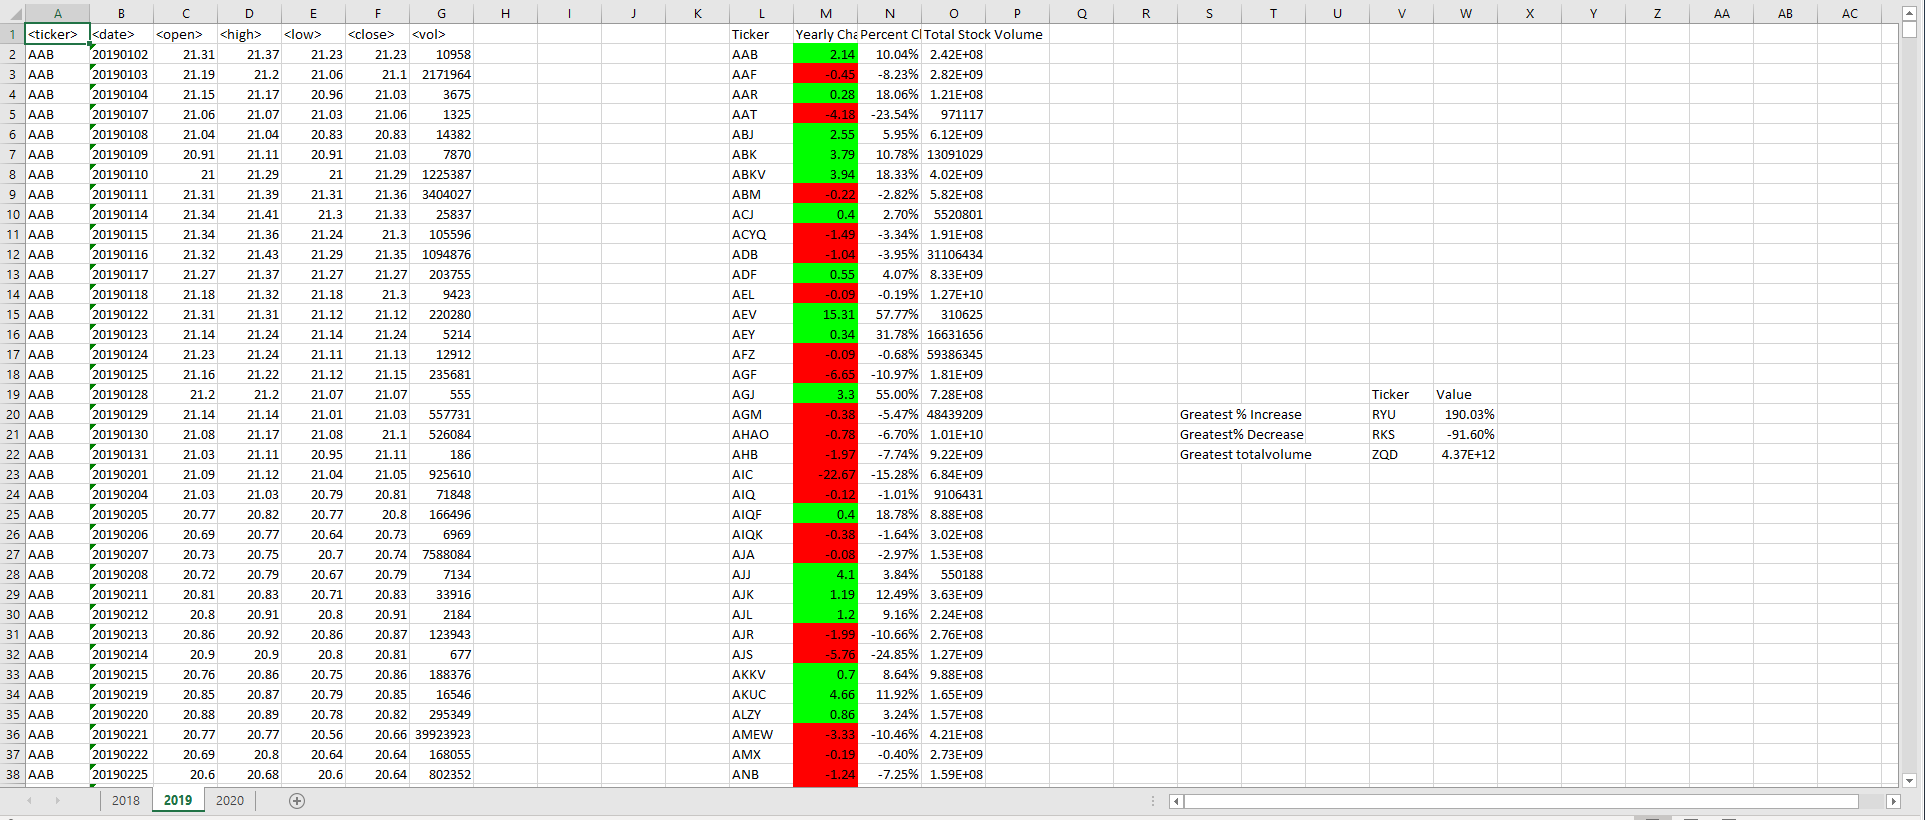 A B C D E F G H I J K L M N O P Q R S T U V W X Y Z AA AB AC
1 <ticker> <date> <open> <high> <low> <close> <vol> Ticker Yearly Cha Percent Cl Total Stock Volume
2 AAB 20190102 21.31 21.37 21.23 21.23 10958 AAB 2.14 10.04% 2.42E+08
3 AAB 20190103 21.19 21.2 21.06 21.1 2171964 AAF -0.45 -8.23% 2.82E+09
4 AAB 20190104 21.15 21.17 20.96 21.03 3675 AAR 0.28 18.06% 1.21E+08
5 AAB 20190107 21.06 21.07 21.03 21.06 1325 AAT -4.18 -23.54% 971117
6 AAB 20190108 21.04 21.04 20.83 20.83 14382 ABJ 2.55 5.95% 6.12E+09
7 AAB 20190109 20.91 21.11 20.91 21.03 7870 ABK 3.79 10.78% 13091029
8 AAB 20190110 21 21.29 21 21.29 1225387 ABKV 3.94 18.33% 4.02E+09
9 AAB 20190111 21.31 21.39 21.31 21.36 3404027 ABM -0.22 -2.82% 5.82E+08
10 AAB 20190114 21.34 21.41 21.3 21.33 25837 ACJ 0.4 2.70% 5520801
11 AAB 20190115 21.34 21.36 21.24 21.3 105596 ACYQ -1.49 -3.34% 1.91E+08
12 AAB 20190116 21.32 21.43 21.29 21.35 1094876 ADB -1.04 -3.95% 31106434
13 AAB 20190117 21.27 21.37 21.27 21.27 203755 ADF 0.55 4.07% 8.33E+09
14 AAB 20190118 21.18 21.32 21.18 21.3 9423 AEL -0.09 -0.19% 1.27E+10
15 AAB 20190122 21.31 21.31 21.12 21.12 220280 AEV 15.31 57.77% 310625
16 AAB 20190123 21.14 21.24 21.14 21.24 5214 AEY 0.34 31.78% 16631656
17 AAB 20190124 21.23 21.24 21.11 21.13 12912 AFZ -0.09 -0.68% 59386345
18 AAB 20190125 21.16 21.22 21.12 21.15 235681 AGF -6.65 -10.97% 1.81E+09
19 AAB 20190128 21.2 21.2 21.07 21.07 555 AGJ 3.3 55.00% 7.28E+08 Ticker Value
20 AAB 20190129 21.14 21.14 21.01 21.03 557731 AGM -0.38 -5.47% 48439209 Greatest % Increase RYU 190.03%
21 AAB 20190130 21.08 21.17 21.08 21.1 526084 AHAO -0.78 -6.70% 1.01E+10 Greatest% Decrease RKS -91.60%
22 AAB 20190131 21.03 21.11 20.95 21.11 186 AHB -1.97 -7.74% 9.22E+09 Greatest totalvolume ZQD 4.37E+12
23 AAB 20190201 21.09 21.12 21.04 21.05 925610 AIC -22.67 -15.28% 6.84E+09
24 AAB 20190204 21.03 21.03 20.79 20.81 71848 AIQ -0.12 -1.01% 9106431
25 AAB 20190205 20.77 20.82 20.77 20.8 166496 AIQF 0.4 18.78% 8.88E+08
26 AAB 20190206 20.69 20.77 20.64 20.73 6969 AIQK -0.38 -1.64% 3.02E+08
27 AAB 20190207 20.73 20.75 20.7 20.74 7588084 AJA -0.08 -2.97% 1.53E+08
28 AAB 20190208 20.72 20.79 20.67 20.79 7134 AJJ 4.1 3.84% 550188
29 AAB 20190211 20.81 20.83 20.71 20.83 33916 AJK 1.19 12.49% 3.63E+09
30 AAB 20190212 20.8 20.91 20.8 20.91 2184 AJL 1.2 9.16% 2.24E+08
31 AAB 20190213 20.86 20.92 20.86 20.87 123943 AJR -1.99 -10.66% 2.76E+08
32 AAB 20190214 20.9 20.9 20.8 20.81 677 AJS -5.76 -24.85% 1.27E+09
33 AAB 20190215 20.76 20.86 20.75 20.86 188376 AKKV 0.7 8.64% 9.88E+08
34 AAB 20190219 20.85 20.87 20.79 20.85 16546 AKUC 4.66 11.92% 1.65E+09
35 AAB 20190220 20.88 20.89 20.78 20.82 295349 ALZY 0.86 3.24% 1.57E+08
36 AAB 20190221 20.77 20.77 20.56 20.66 39923923 AMEW -3.33 -10.46% 4.21E+08
37 AAB 20190222 20.69 20.8 20.64 20.64 168055 AMX -0.19 -0.40% 2.73E+09
38 AAB 20190225 20.6 20.68 20.6 20.64 802352 ANB -1.24 -7.25% 1.59E+08
2018 2019 2020